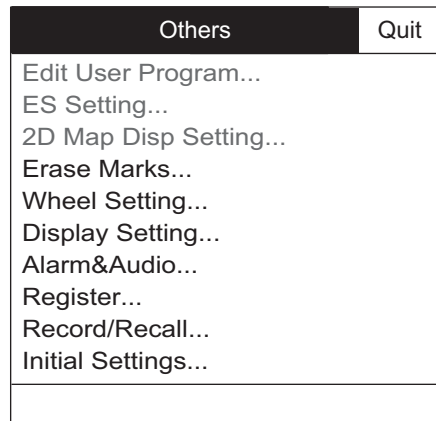 Others Quit
Edit User Program...
ES Setting...
2D Map Disp Setting...
Erase Marks...
Wheel Setting...
Display Setting...
Alarm&Audio...
Register...
Record/Recall...
Initial Settings...